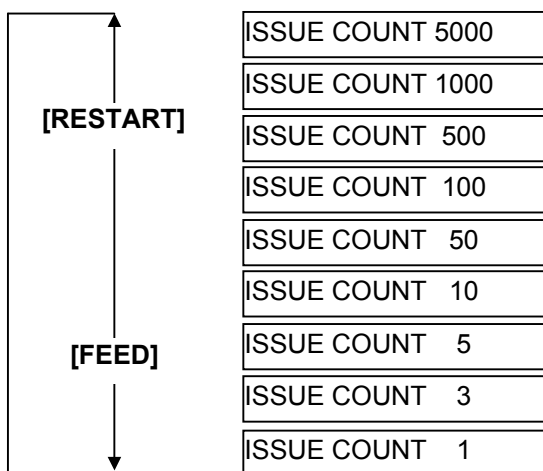 ISSUE COUNT 5000
ISSUE COUNT 1000
[RESTART]
ISSUE COUNT 500
ISSUE COUNT 100
ISSUE COUNT 50
ISSUE COUNT 10
[FEED]
ISSUE COUNT 5
ISSUE COUNT 3
ISSUE COUNT 1